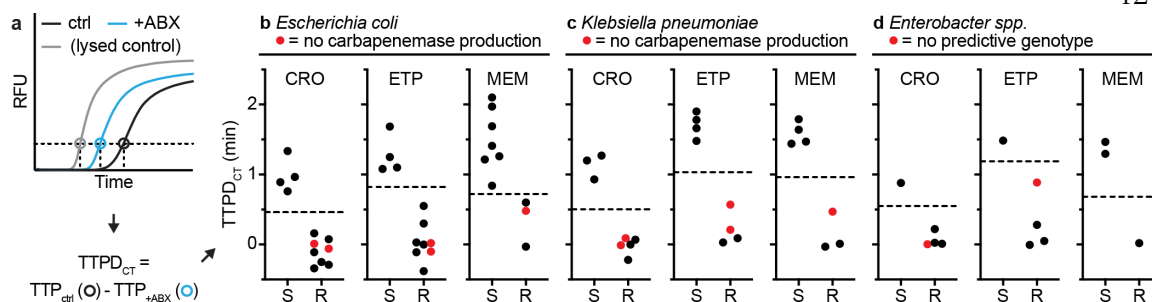 12
a ctrl +ABX
(lysed control)
RFU
Time
TTPD_CT =
TTP_ctrl (o) - TTP_+ABX (o)
b Escherichia coli
= no carbapenemase production
CRO ETP MEM
TTPD_CT (min)
2
1
0
S R S R S R
c Klebsiella pneumoniae
= no carbapenemase production
CRO ETP MEM
S R S R S R
d Enterobacter spp.
= no predictive genotype
CRO ETP MEM
S R S R S R